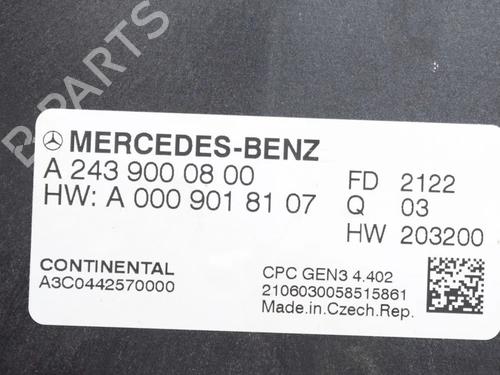 B-PARTS
MERCEDES-BENZ
A 243 900 08 00
HW: A 000 901 81 07
FD 2122
Q 03
HW 203200
CONTINENTAL
A3C0442570000
CPC GEN3 4.402
2106030058515861
Made.in.Czech.Rep.